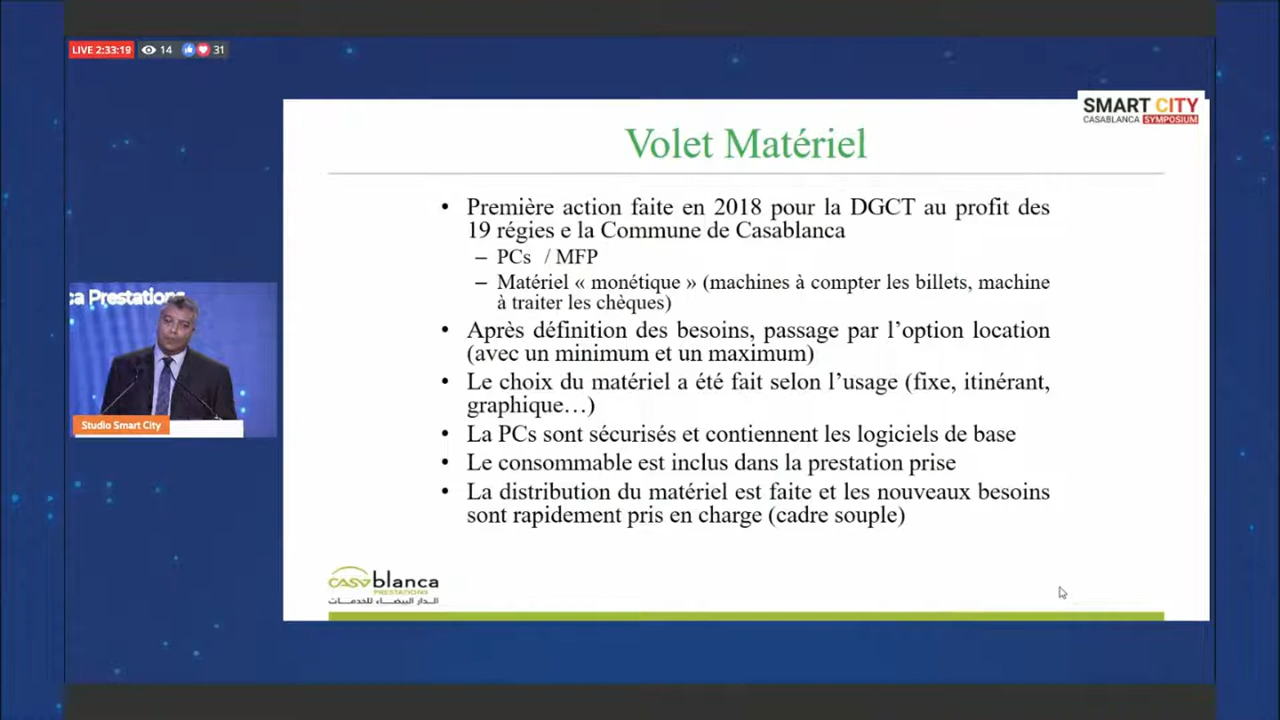 LIVE 2:33:19 14 31
SMART CITY
CASABLANCA SYMPOSIUM
Volet Matériel
• Première action faite en 2018 pour la DGCT au profit des
19 régies e la Commune de Casablanca
– PCs / MFP
– Matériel « monétique » (machines à compter les billets, machine
à traiter les chèques)
• Après définition des besoins, passage par l’option location
(avec un minimum et un maximum)
• Le choix du matériel a été fait selon l’usage (fixe, itinérant,
graphique…)
• La PCs sont sécurisés et contiennent les logiciels de base
• Le consommable est inclus dans la prestation prise
• La distribution du matériel est faite et les nouveaux besoins
sont rapidement pris en charge (cadre souple)
ca Prestations
Studio Smart City
CASAblanca
PRESTATIONS
الدار البيضاء للخدمات